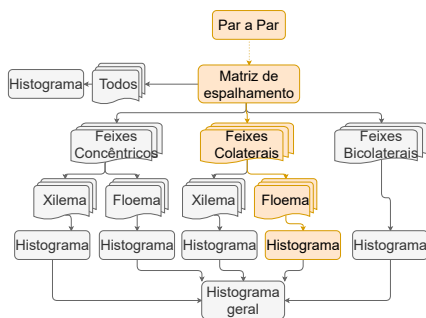 Par a Par
Matriz de
espalhamento
Todos
Histograma
Feixes
Concêntricos
Feixes
Colaterais
Feixes
Bicolaterais
Xilema
Floema
Xilema
Floema
Histograma
Histograma
Histograma
Histograma
Histograma
Histograma
geral